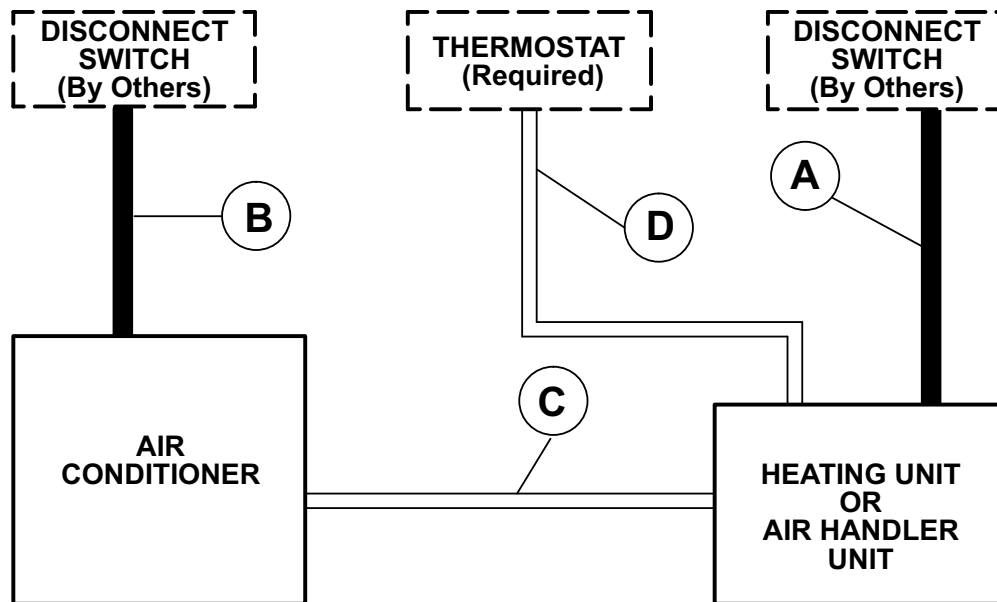 DISCONNECT
SWITCH
(By Others)
THERMOSTAT
(Required)
DISCONNECT
SWITCH
(By Others)
A
B
D
C
AIR
CONDITIONER
HEATING UNIT
OR
AIR HANDLER
UNIT